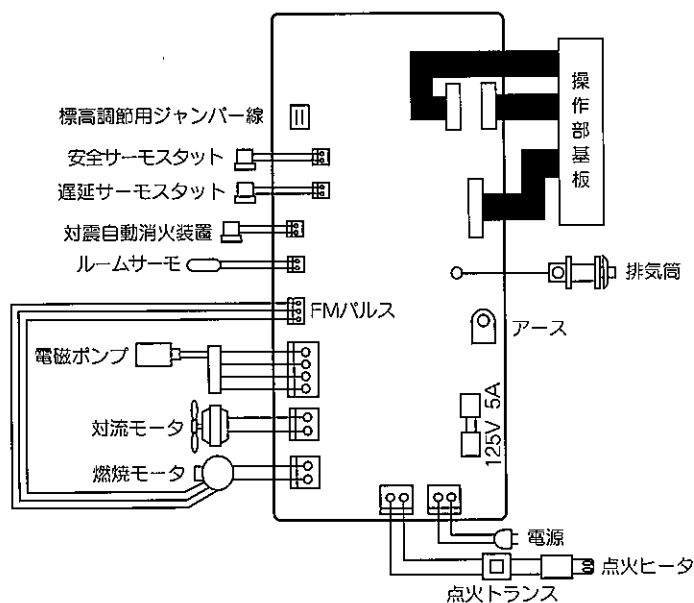 標高調節用ジャンパー線
安全サーモスタット
遅延サーモスタット
対震自動消火装置
ルームサーモ
FMパルス
電磁ポンプ
対流モータ
燃焼モータ
操作部基板
排気筒
アース
125V 5A
電源
点火ヒータ
点火トランス